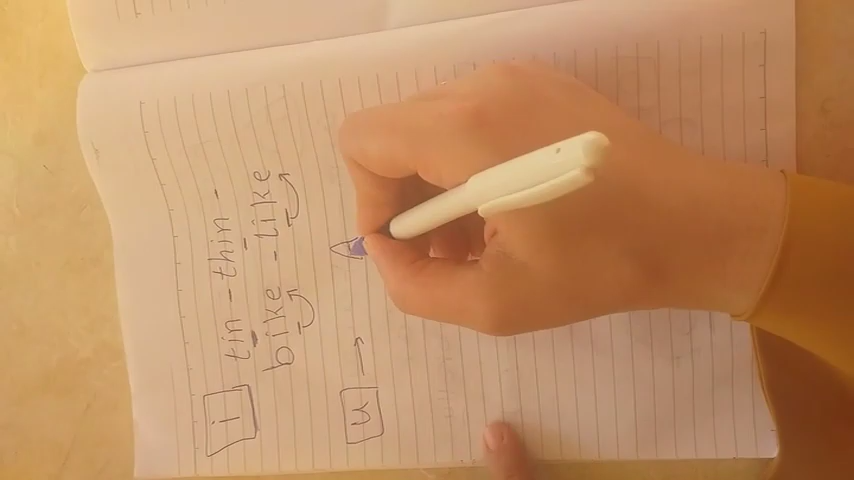 i tin - thin -
bike - like
u → A